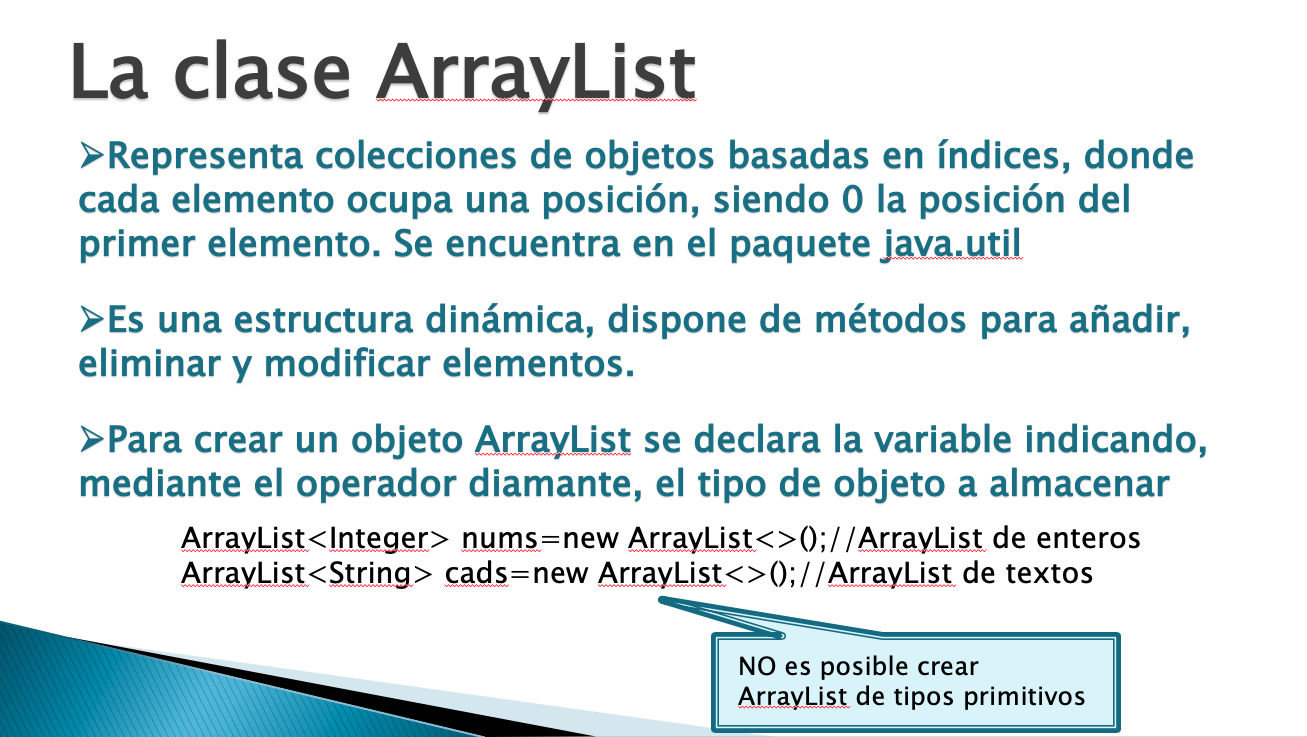 La clase ArrayList
➢Representa colecciones de objetos basadas en índices, donde
cada elemento ocupa una posición, siendo 0 la posición del
primer elemento. Se encuentra en el paquete java.util
➢Es una estructura dinámica, dispone de métodos para añadir,
eliminar y modificar elementos.
➢Para crear un objeto ArrayList se declara la variable indicando,
mediante el operador diamante, el tipo de objeto a almacenar
ArrayList<Integer> nums=new ArrayList<>();//ArrayList de enteros
ArrayList<String> cads=new ArrayList<>();//ArrayList de textos
NO es posible crear
ArrayList de tipos primitivos